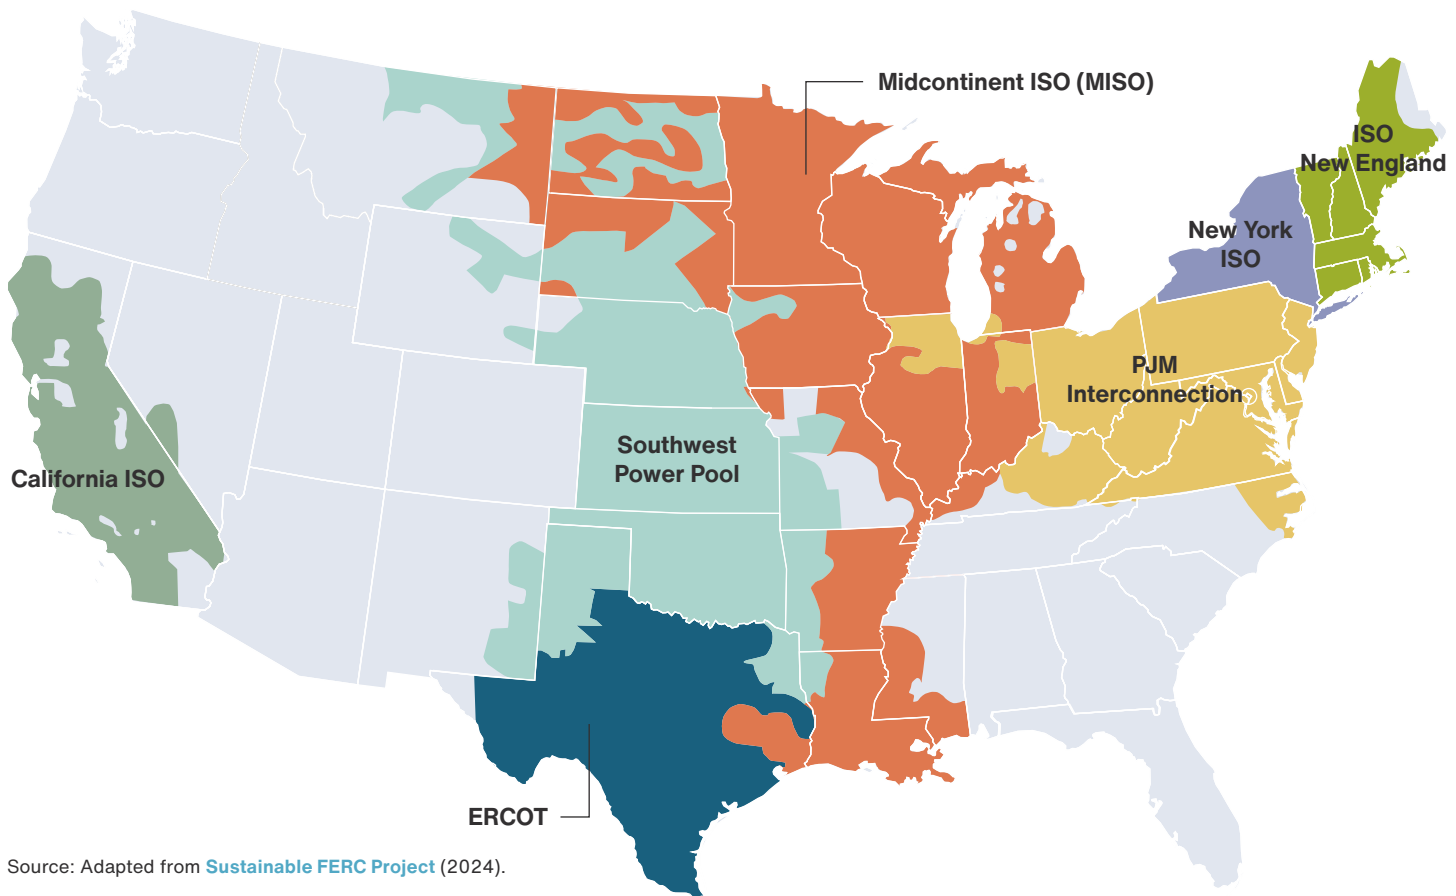 Midcontinent ISO (MISO)
ISO
New England
New York
ISO
PJM
Interconnection
Southwest
Power Pool
California ISO
ERCOT
Source: Adapted from Sustainable FERC Project (2024).